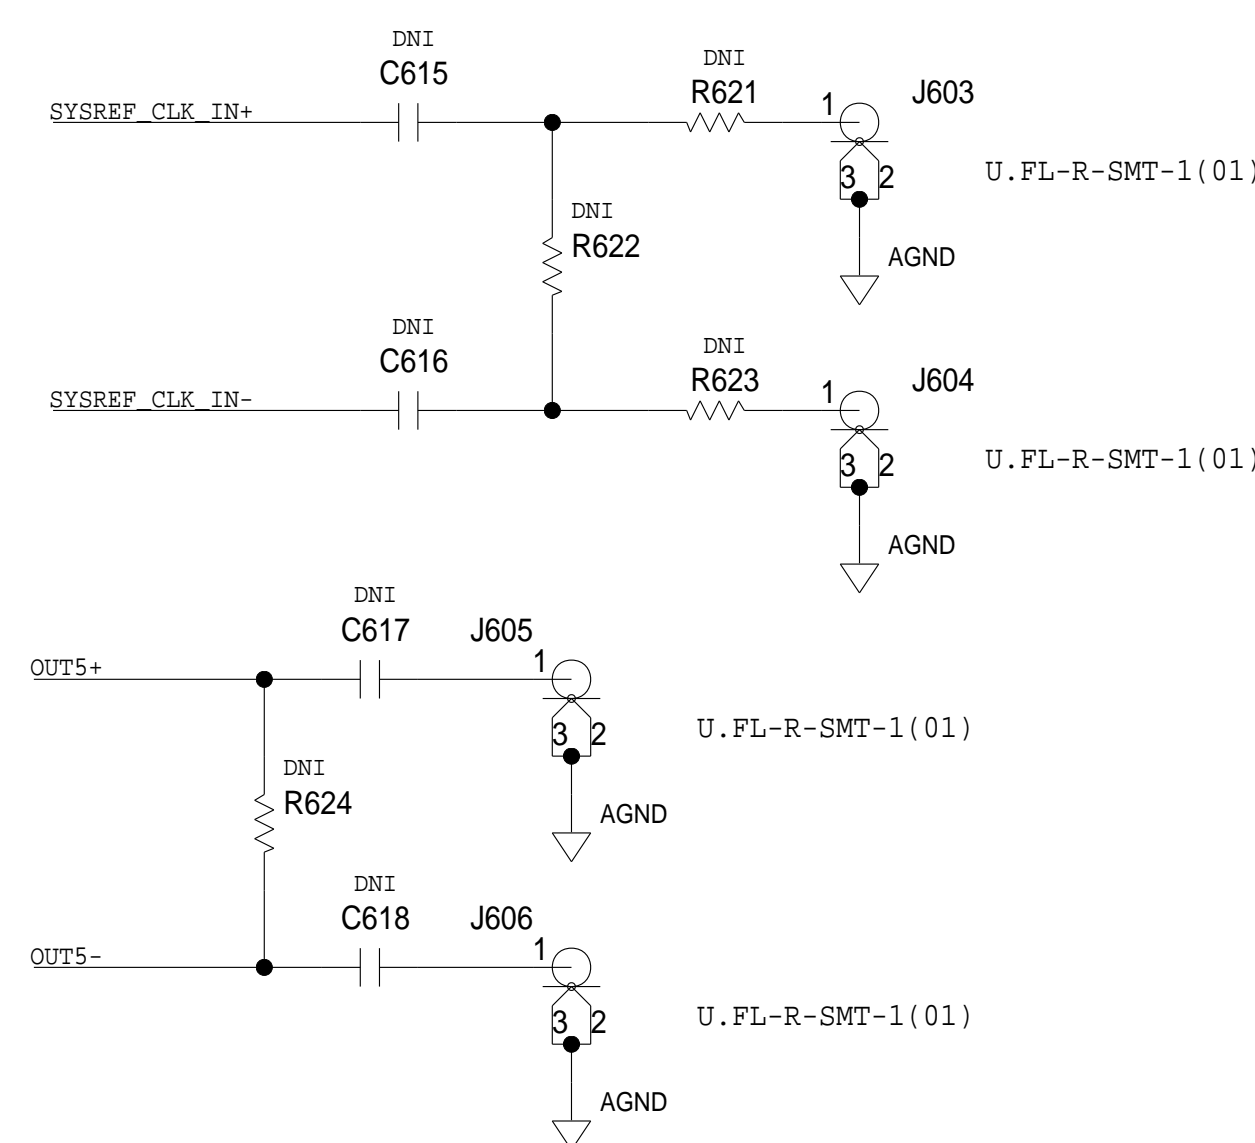 DNI
C615
DNI
R621
J603
SYSREF_CLK_IN+
1
U.FL-R-SMT-1(01)
3 2
DNI
R622
AGND
DNI
C616
DNI
R623
J604
SYSREF_CLK_IN-
1
U.FL-R-SMT-1(01)
3 2
AGND
DNI
C617
J605
OUT5+
1
U.FL-R-SMT-1(01)
3 2
DNI
R624
AGND
DNI
C618
J606
OUT5-
1
U.FL-R-SMT-1(01)
3 2
AGND